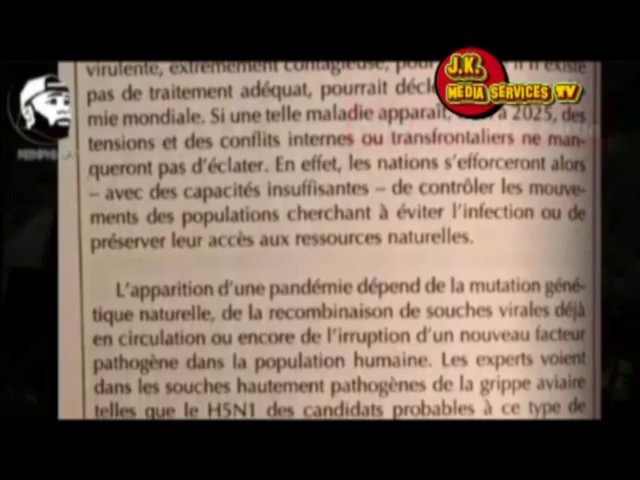 J.K.
MEDIA SERVICES TV
virulente, extrêmement contagieuse, pour il n'existe
pas de traitement adéquat, pourrait décl
mie mondiale. Si une telle maladie apparaît, à 2025, des
tensions et des conflits internes ou transfrontaliers ne man-
queront pas d'éclater. En effet, les nations s'efforceront alors
– avec des capacités insuffisantes – de contrôler les mouve-
ments des populations cherchant à éviter l'infection ou de
préserver leur accès aux ressources naturelles.
L'apparition d'une pandémie dépend de la mutation géné-
tique naturelle, de la recombinaison de souches virales déjà
en circulation ou encore de l'irruption d'un nouveau facteur
pathogène dans la population humaine. Les experts voient
dans les souches hautement pathogènes de la grippe aviaire
telles que le H5N1 des candidats probables à ce type de